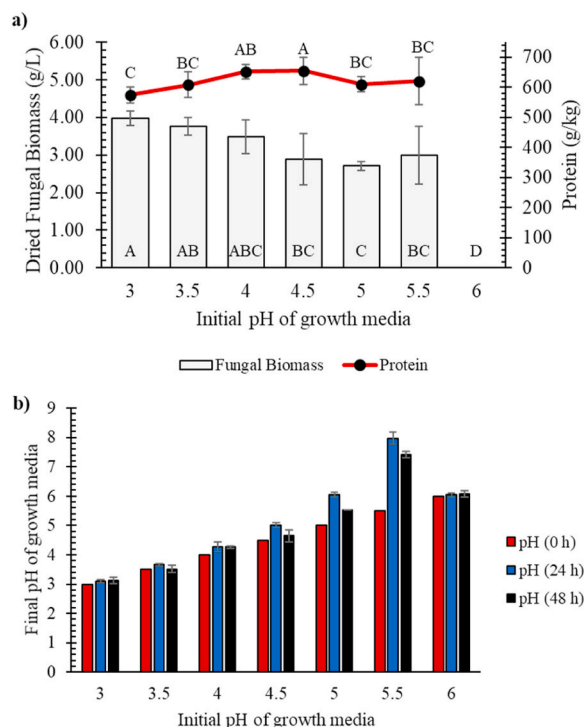 a)
6.00
5.00
4.00
3.00
2.00
1.00
0.00
Dried Fungal Biomass (g/L)
C
BC
AB
A
BC
BC
A
AB
ABC
BC
C
BC
D
700
600
500
400
300
200
100
0
Protein (g/kg)
3 3.5 4 4.5 5 5.5 6
Initial pH of growth media
Fungal Biomass Protein
b)
9
8
7
6
5
4
3
2
1
0
Final pH of growth media
pH (0 h)
pH (24 h)
pH (48 h)
3 3.5 4 4.5 5 5.5 6
Initial pH of growth media